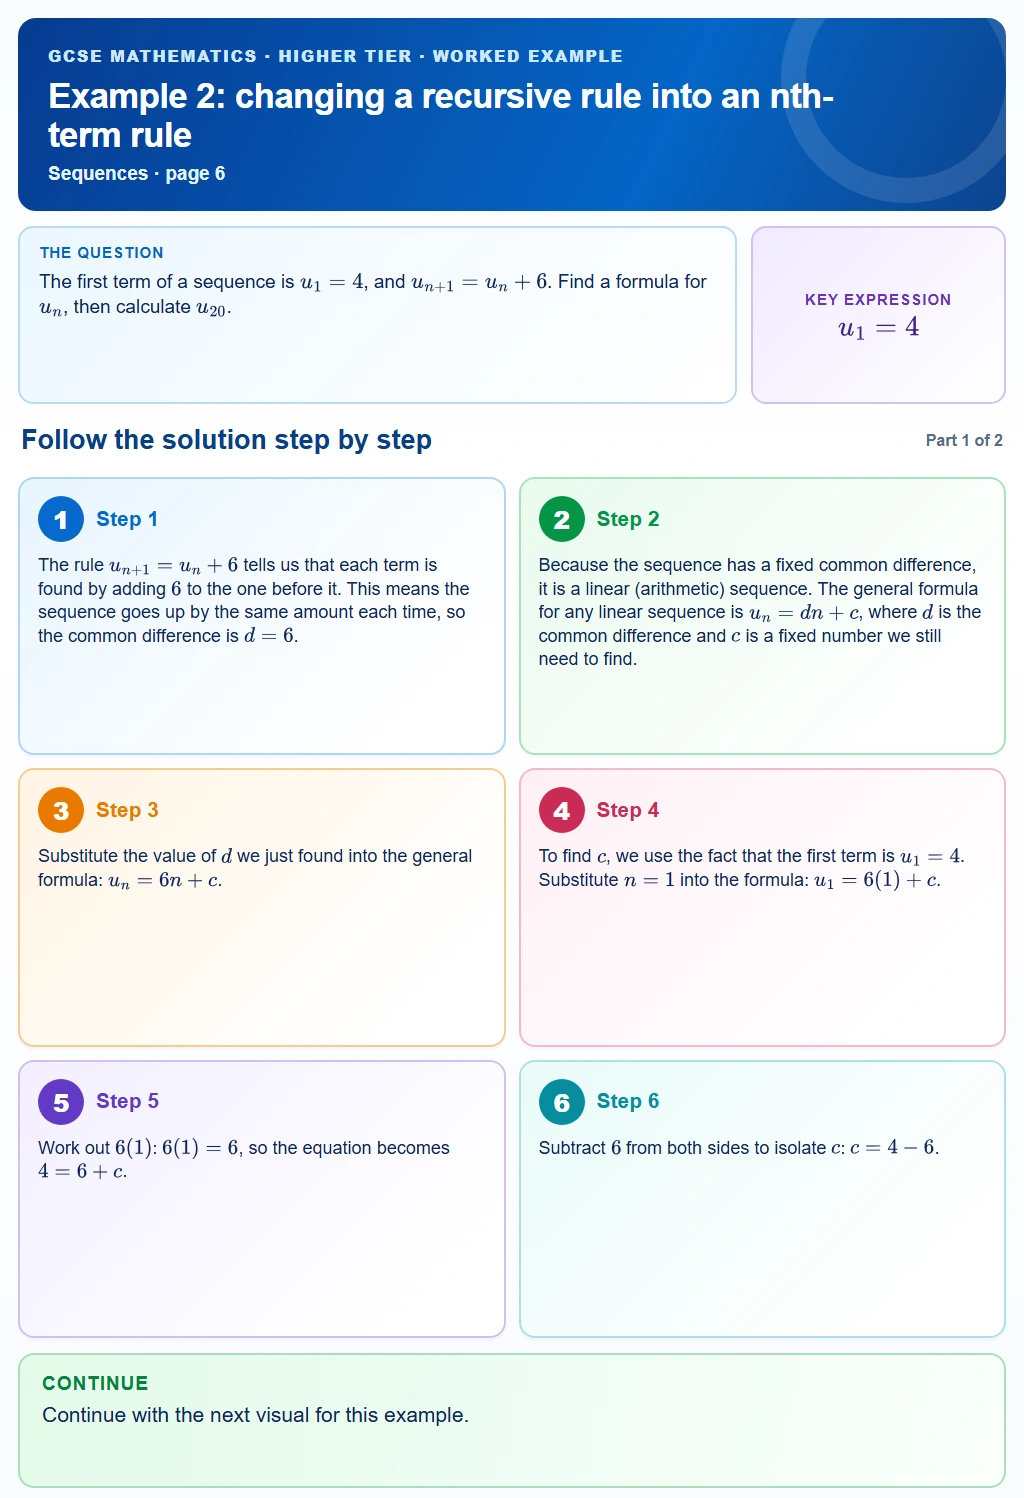 GCSE MATHEMATICS · HIGHER TIER · WORKED EXAMPLE
Example 2: changing a recursive rule into an nth-
term rule
Sequences · page 6
THE QUESTION
The first term of a sequence is u₁ = 4, and uₙ₊₁ = uₙ + 6. Find a formula for
uₙ, then calculate u₂₀.
KEY EXPRESSION
u₁ = 4
Follow the solution step by step
Part 1 of 2
1 Step 1
The rule uₙ₊₁ = uₙ + 6 tells us that each term is
found by adding 6 to the one before it. This means the
sequence goes up by the same amount each time, so
the common difference is d = 6.
2 Step 2
Because the sequence has a fixed common difference,
it is a linear (arithmetic) sequence. The general formula
for any linear sequence is uₙ = dn + c, where d is the
common difference and c is a fixed number we still
need to find.
3 Step 3
Substitute the value of d we just found into the general
formula: uₙ = 6n + c.
4 Step 4
To find c, we use the fact that the first term is u₁ = 4.
Substitute n = 1 into the formula: u₁ = 6(1) + c.
5 Step 5
Work out 6(1): 6(1) = 6, so the equation becomes
4 = 6 + c.
6 Step 6
Subtract 6 from both sides to isolate c: c = 4 − 6.
CONTINUE
Continue with the next visual for this example.